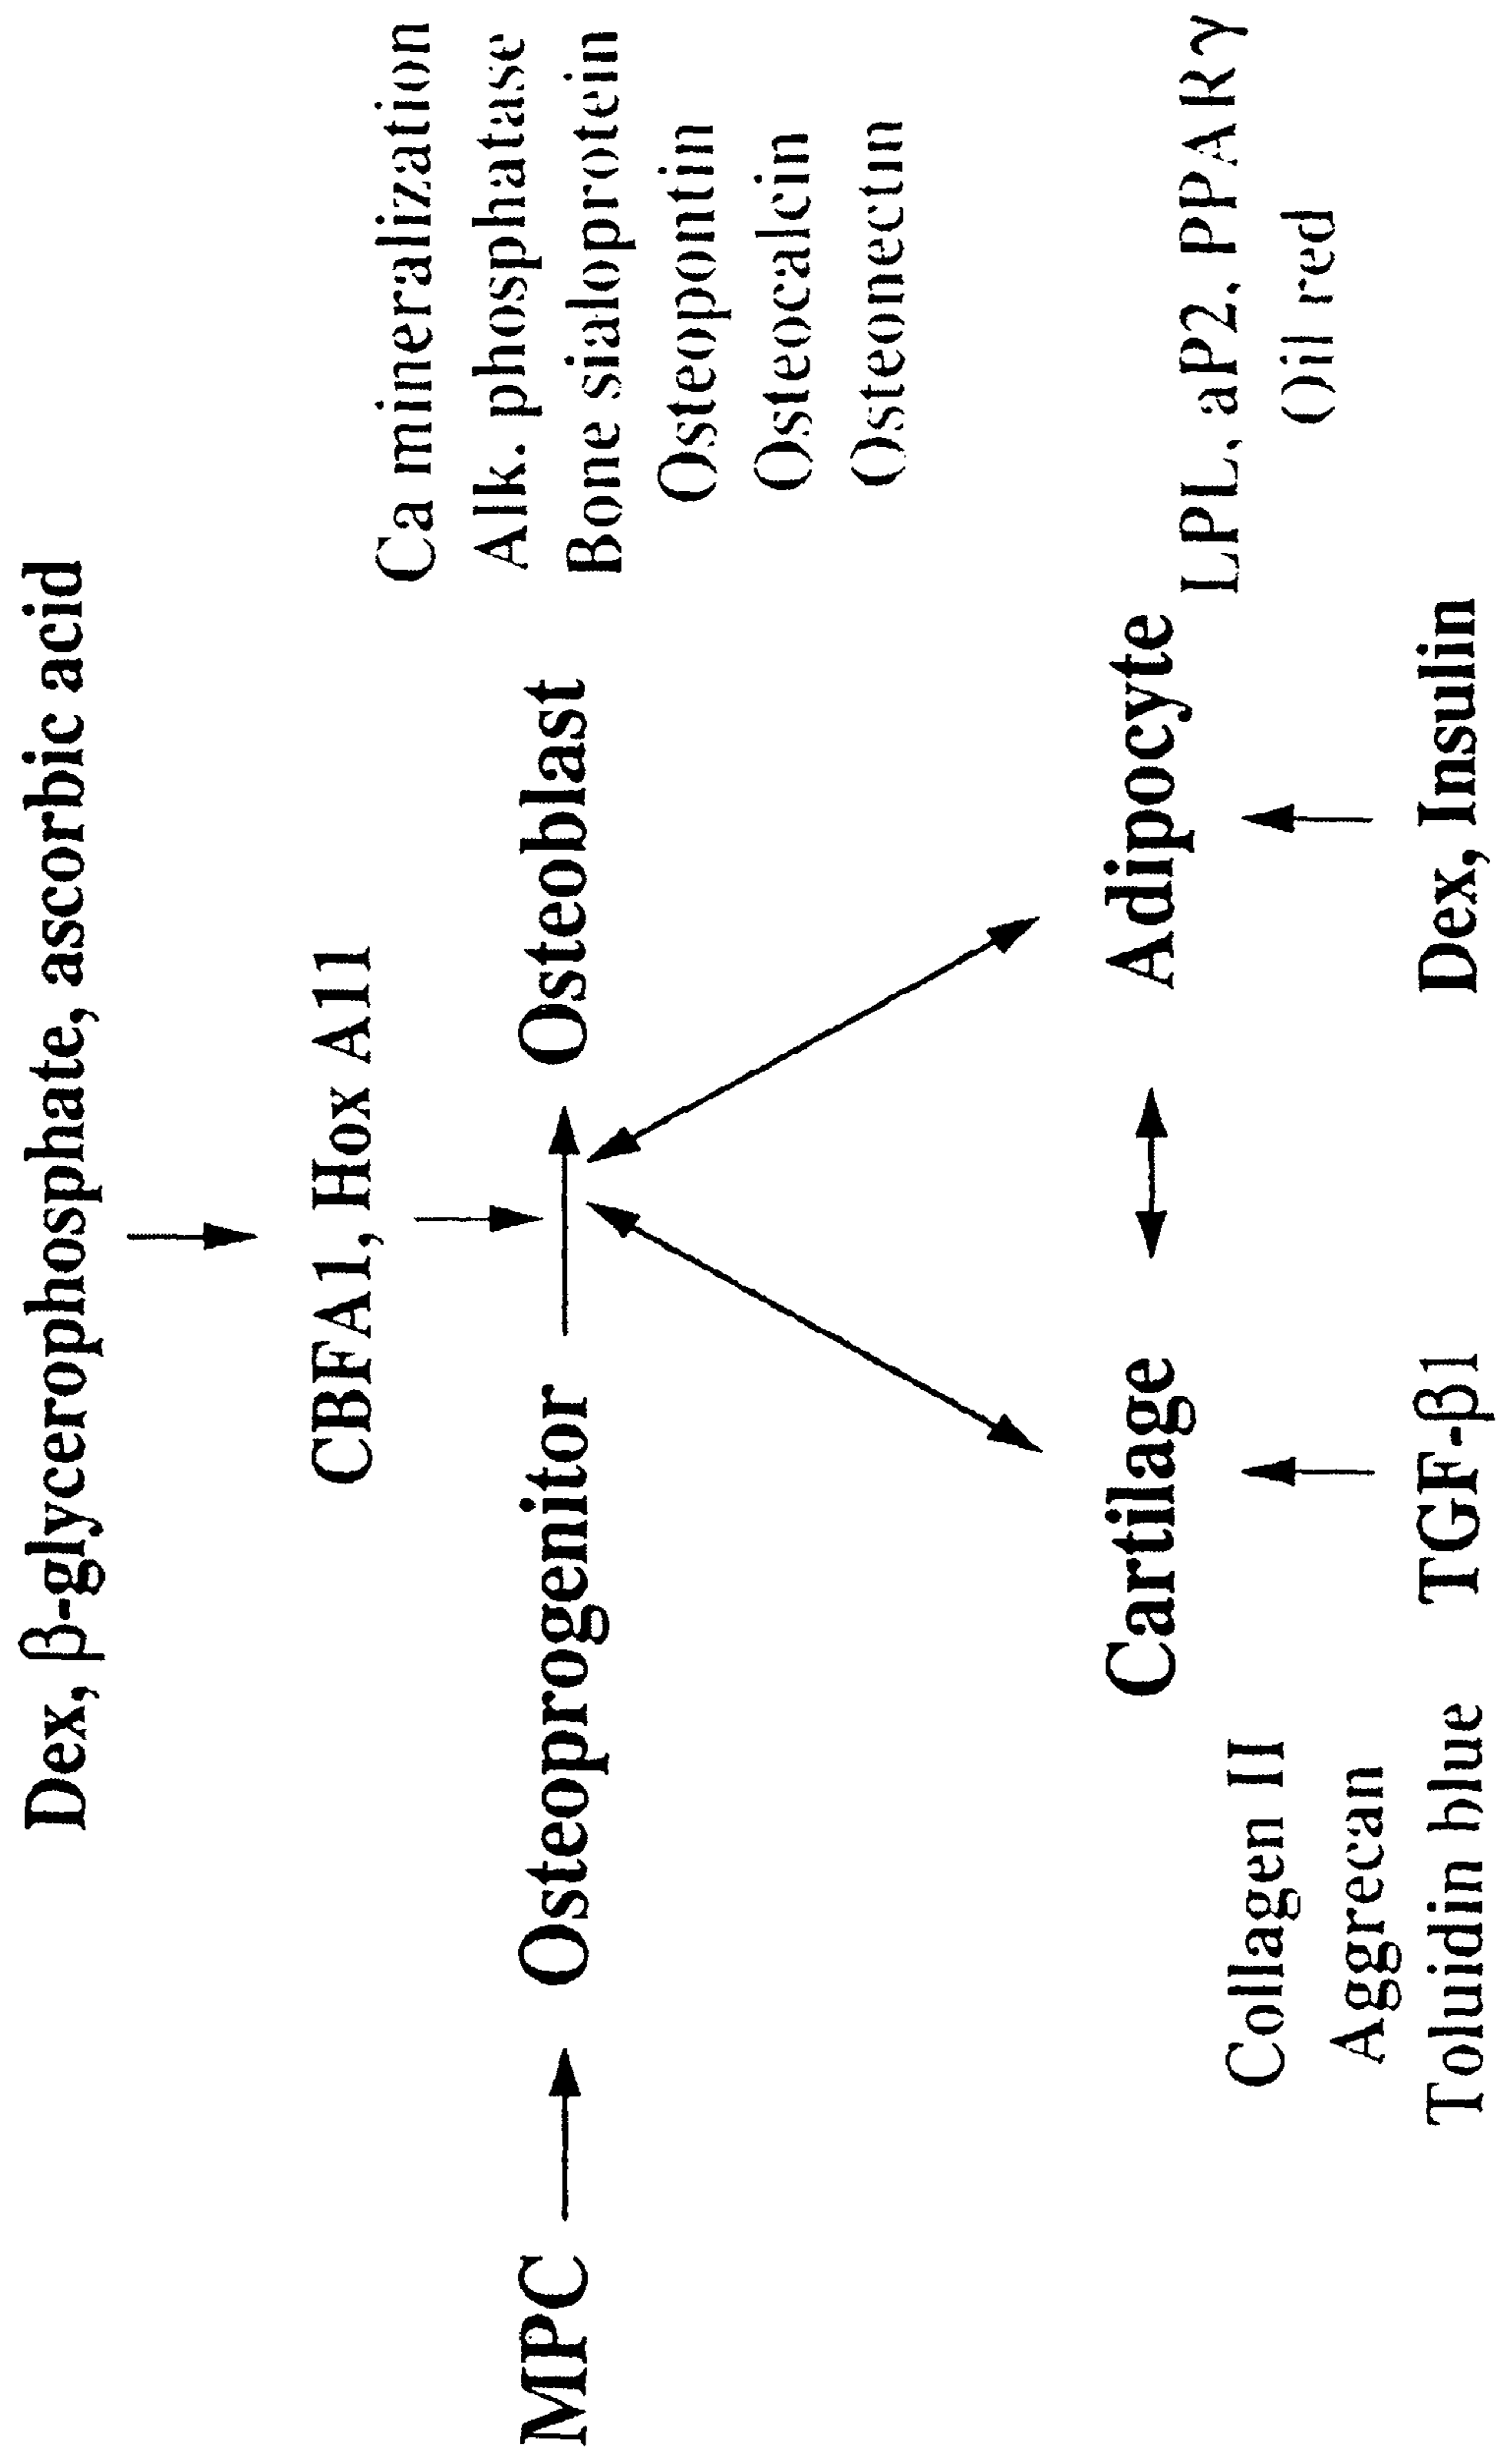 Dex, β-glycerophosphate, ascorbic acid
CBFA1, Hox A11
MPC
Osteoprogenitor
Osteoblast
Ca mineralization
Alk. phosphatase
Bone sialoprotein
Osteopontin
Osteocalcin
Osteonectin
Cartilage
Adipocyte
Collagen II
Aggrecan
Toluidin blue
TGF-β1
LPL, aP2, PPARγ
Oil red
Dex, Insulin